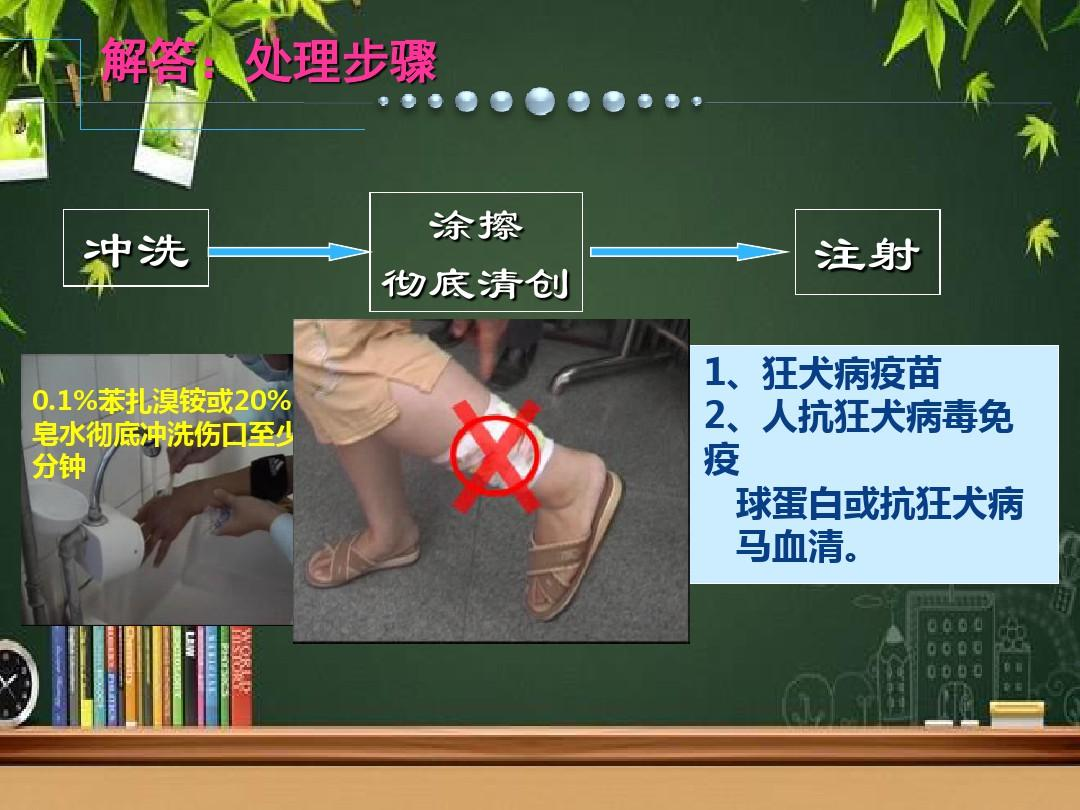 解答：处理步骤
冲洗
涂擦
彻底清创
注射
0.1%苯扎溴铵或20%
皂水彻底冲洗伤口至少
分钟
1、狂犬病疫苗
2、人抗狂犬病毒免
疫
球蛋白或抗狂犬病
马血清。
WORLD
HISTORY
LAW